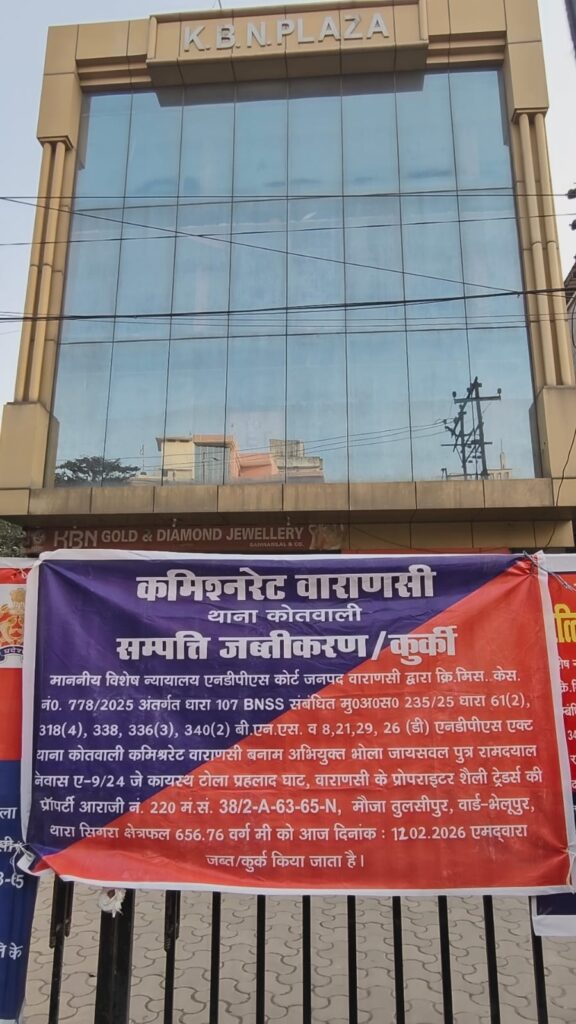 K.B.N.PLAZA
KBN GOLD & DIAMOND JEWELLERY
कमिश्नरेट वाराणसी
थाना कोतवाली
सम्पत्ति जब्तीकरण/कुर्की
माननीय विशेष न्यायालय एनडीपीएस कोर्ट जनपद वाराणसी द्वारा क्रि.मिस. केस.
नं0. 778/2025 अंतर्गत धारा 107 BNSS संबंधित मु0अ0स0 235/25 धारा 61(2),
318(4), 338, 336(3), 340(2) बी.एन.एस. व 8,21,29, 26 (डी) एनडीपीएस एक्ट
थाना कोतवाली कमिश्नरेट वाराणसी बनाम अभियुक्त भोला जायसवाल पुत्र रामदयाल
निवास ए-9/24 जे कायस्थ टोला प्रहलाद घाट, वाराणसी के प्रोपराइटर शैली ट्रेडर्स की
प्रॉपर्टी आराजी नं. 220 म.सं. 38/2-A-63-65-N, मौजा तुलसीपुर, वार्ड-भेलूपुर,
थारा सिगरा क्षेत्रफल 656.76 वर्ग मी को आज दिनांक : 12.02.2026 एमद्वारा
जब्त/कुर्क किया जाता है।